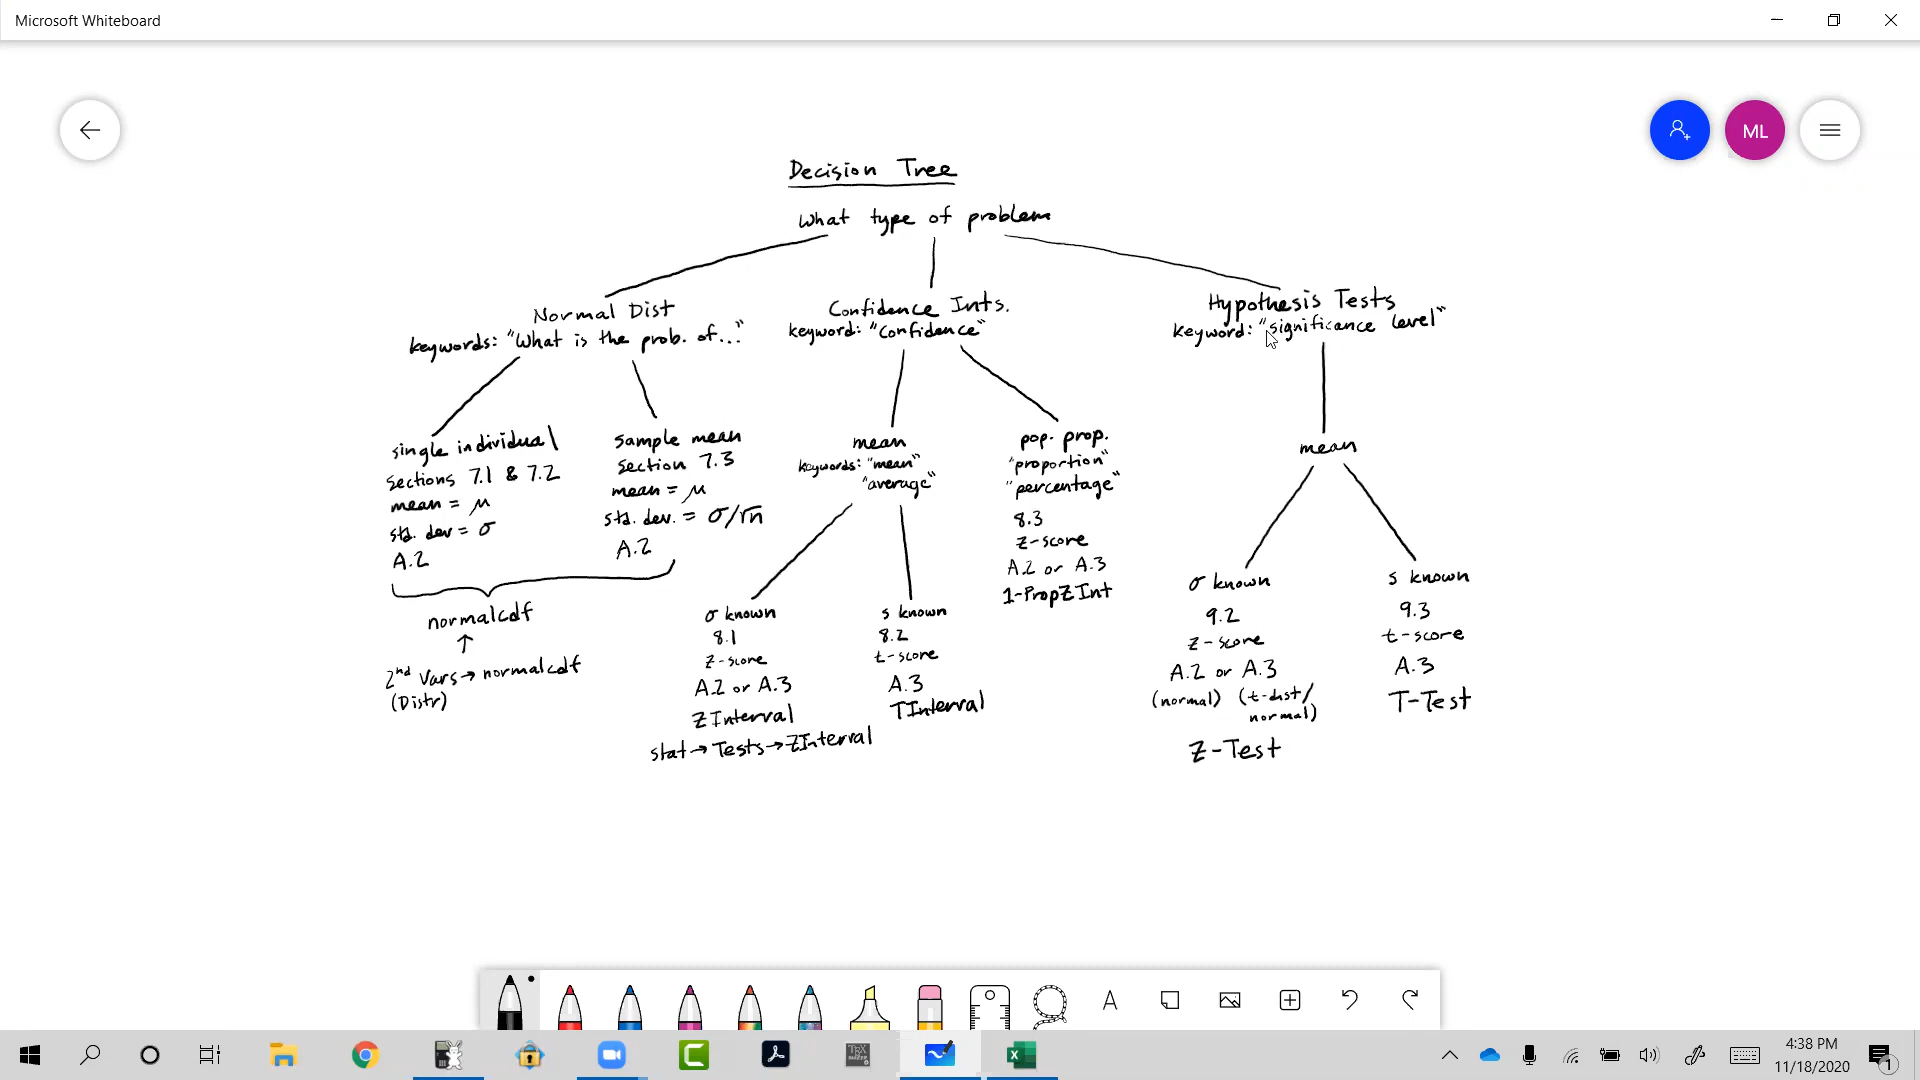 Microsoft Whiteboard
ML
Decision Tree
What type of problem
Normal Dist
keywords: "What is the prob. of..."
single individual
sections 7.1 & 7.2
mean = μ
std. dev = σ
A.2
sample mean
section 7.3
mean = μ
std. dev. = σ/√n
A.2
normalcdf
↑
2nd Vars → normalcdf
(Distr)
Confidence Ints.
keyword: "Confidence"
mean
keywords: "mean"
"average"
σ known
8.1
z-score
A.2 or A.3
ZInterval
stat → Tests → ZInterval
s known
8.2
t-score
A.3
TInterval
pop. prop.
"proportion"
"percentage"
8.3
z-score
A.2 or A.3
1-PropZInt
Hypothesis Tests
keyword: "significance level"
mean
σ known
9.2
z-score
A.2 or A.3
(normal) (t-dist/
normal)
Z-Test
s known
9.3
t-score
A.3
T-Test
4:38 PM
11/18/2020
1